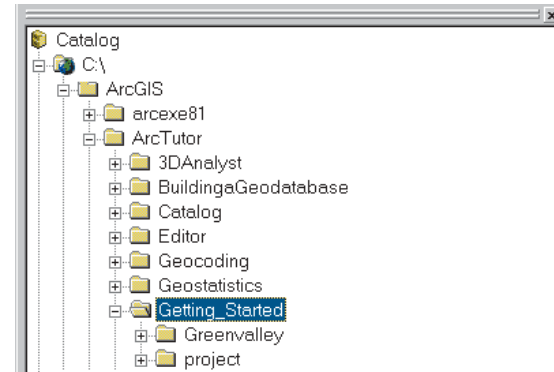 Catalog
C:\
ArcGIS
arcexe81
ArcTutor
3DAnalyst
BuildingaGeodatabase
Catalog
Editor
Geocoding
Geostatistics
Getting_Started
Greenvalley
project